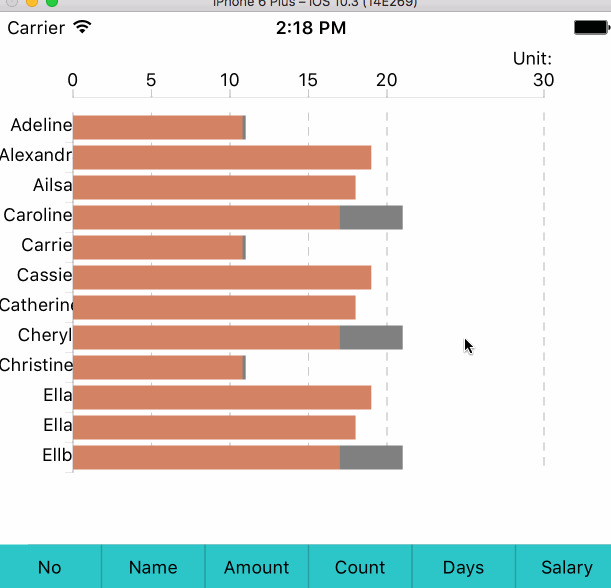 iPhone 6 Plus – iOS 10.3 (14E269)
Carrier 2:18 PM
Unit:
0 5 10 15 20 30
Adeline
Alexandr
Ailsa
Caroline
Carrie
Cassie
Catherine
Cheryl
Christine
Ella
Ella
Ellb
No Name Amount Count Days Salary